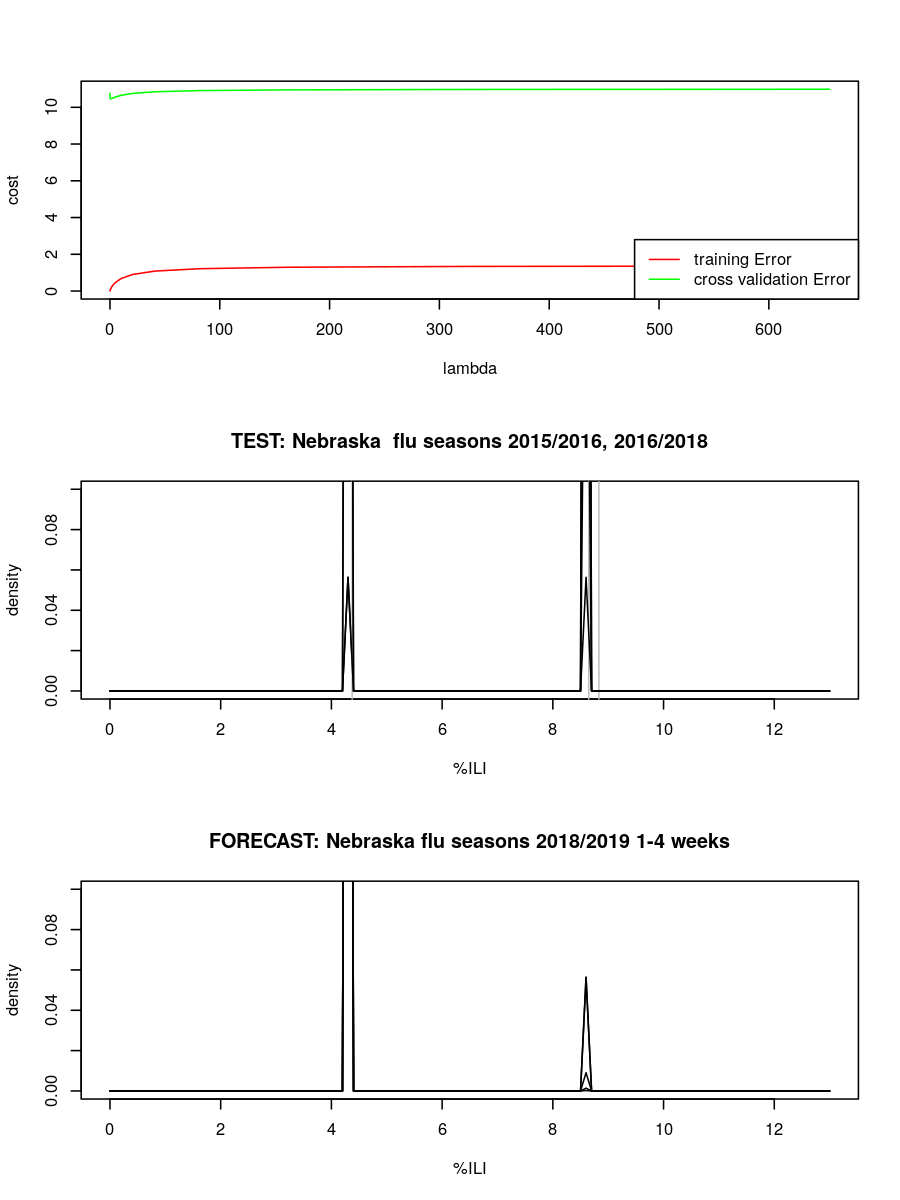 cost
0 2 4 6 8 10
training Error
cross validation Error
0 100 200 300 400 500 600
lambda
TEST: Nebraska  flu seasons 2015/2016, 2016/2018
density
0.00 0.04 0.08
0 2 4 6 8 10 12
%ILI
FORECAST: Nebraska flu seasons 2018/2019 1-4 weeks
density
0.00 0.04 0.08
0 2 4 6 8 10 12
%ILI